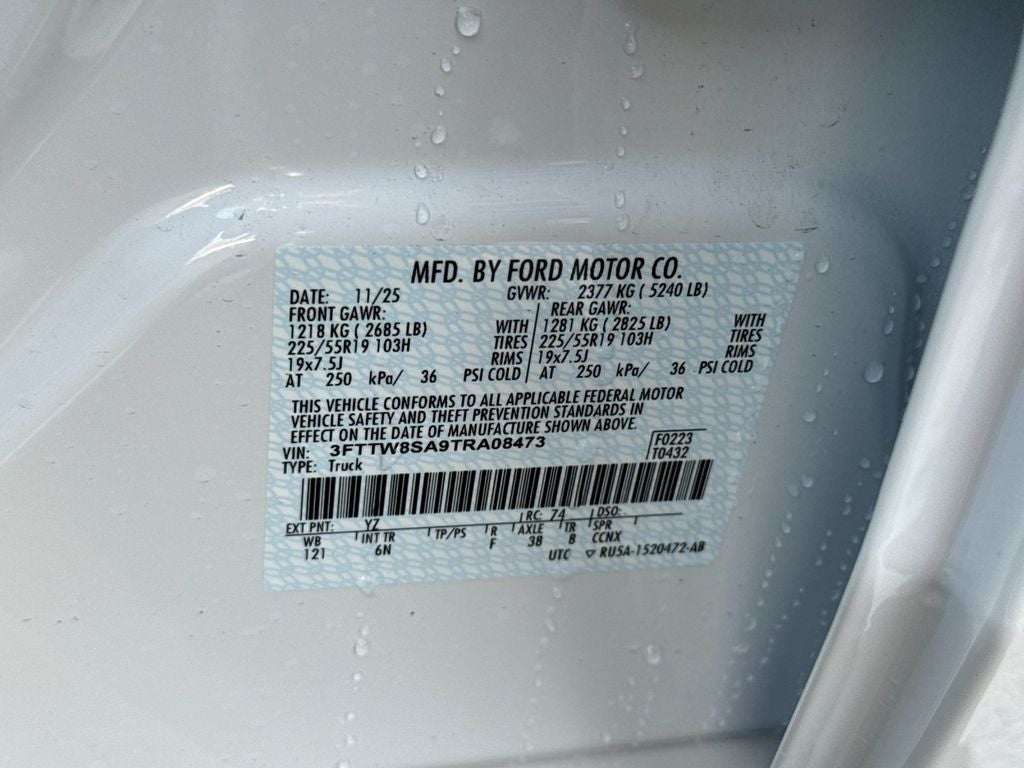 MFD. BY FORD MOTOR CO.
DATE: 11/25 GVWR: 2377 KG ( 5240 LB)
FRONT GAWR: REAR GAWR:
1218 KG ( 2685 LB) WITH 1281 KG ( 2825 LB) WITH
225/55R19 103H TIRES 225/55R19 103H TIRES
19x7.5J RIMS 19x7.5J RIMS
AT 250 kPa/ 36 PSI COLD AT 250 kPa/ 36 PSI COLD
THIS VEHICLE CONFORMS TO ALL APPLICABLE FEDERAL MOTOR
VEHICLE SAFETY AND THEFT PREVENTION STANDARDS IN
EFFECT ON THE DATE OF MANUFACTURE SHOWN ABOVE.
VIN: 3FTTW8SA9TRA08473 F0223
TYPE: Truck T0432
EXT PNT: YZ RC: 74 DSO:
WB INT TR TP/PS R AXLE TR SPR
121 6N F 38 8 CCNX
UTC RU5A-1520472-AB